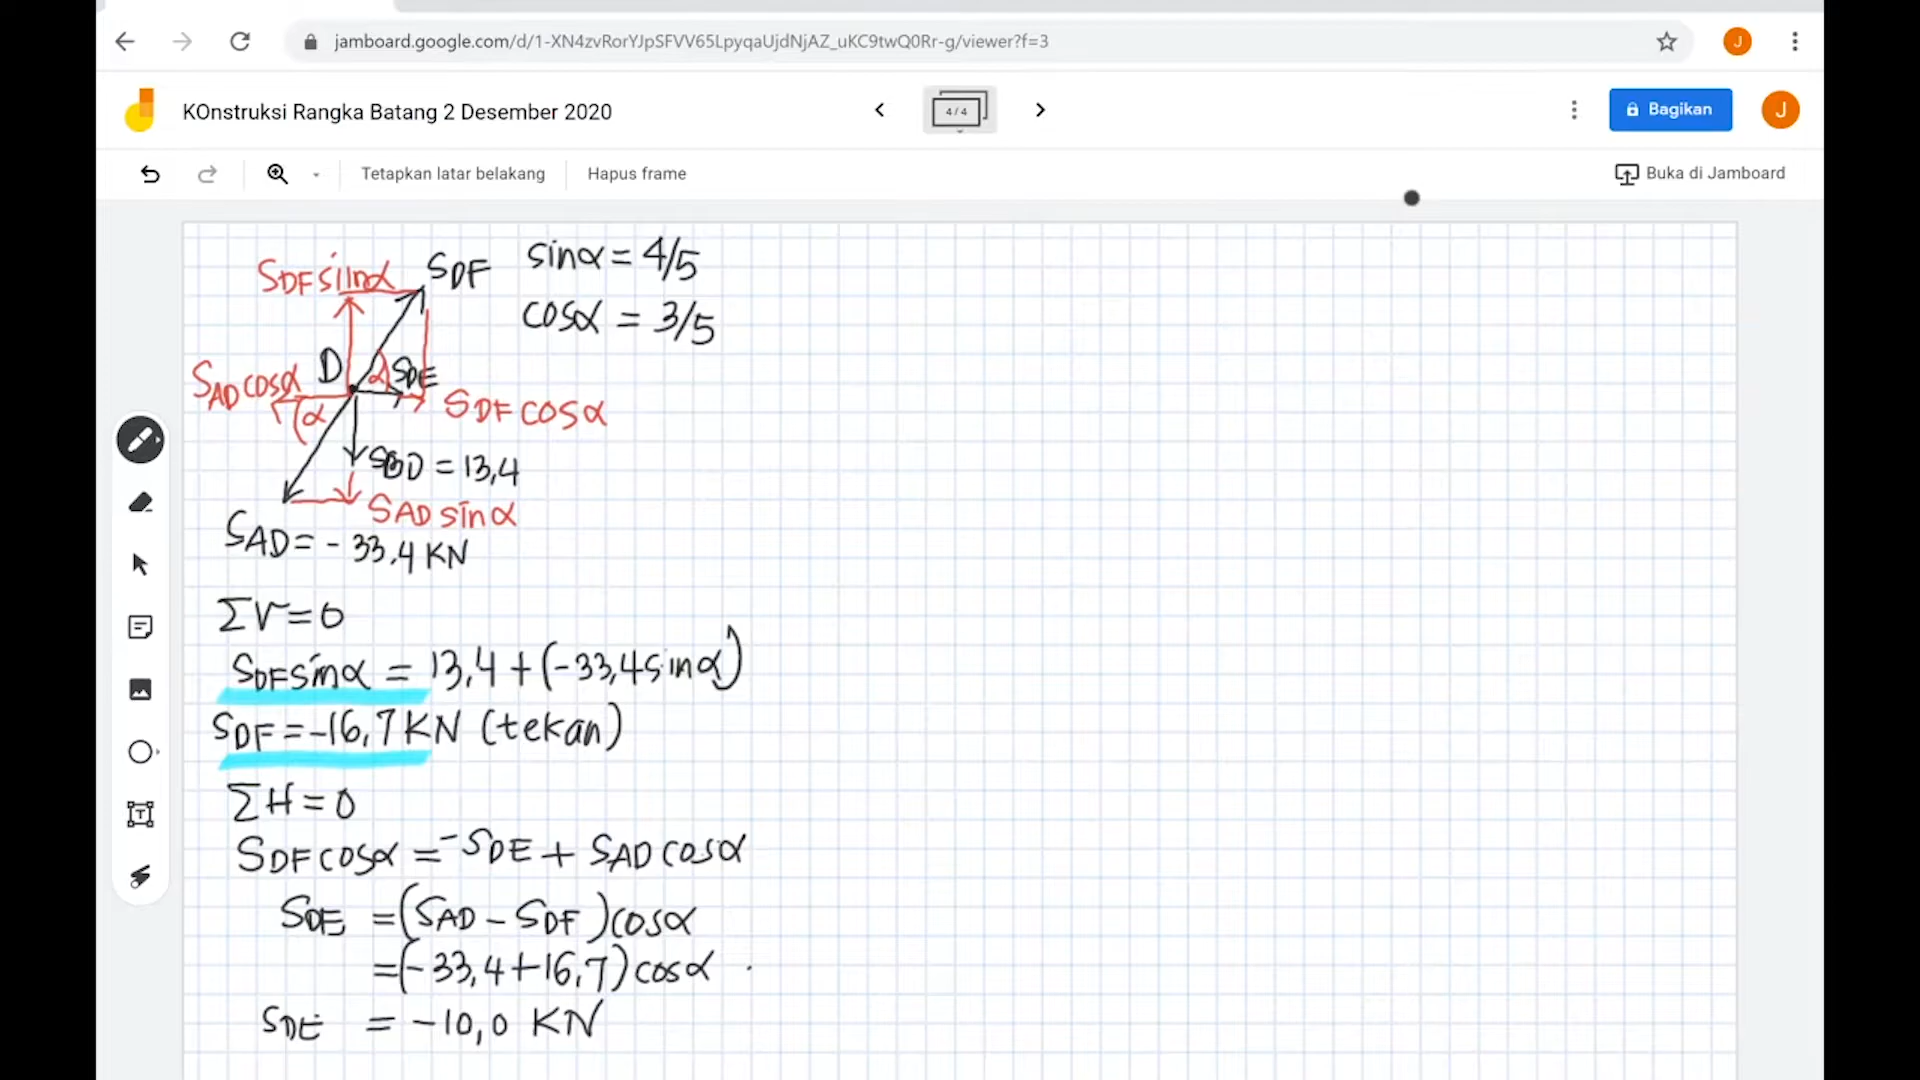 jamboard.google.com/d/1-XN4zvRorYJpSFVV65LpyqaUjdNjAZ_uKC9twQ0Rr-g/viewer?f=3
J
KOnstruksi Rangka Batang 2 Desember 2020
4 / 4
Bagikan
J
Tetapkan latar belakang
Hapus frame
Buka di Jamboard
SDF sinα
SDF
sinα = 4/5
cosα = 3/5
D
α
SDE
SAD cosα
α
SDF cosα
SBD = 13,4
SAD sinα
SAD = - 33,4 KN
ΣV = 0
SDF sinα = 13,4 + (-33,4 sinα)
SDF = -16,7 KN (tekan)
ΣH = 0
SDF cosα = -SDE + SAD cosα
SDE = (SAD - SDF) cosα
= (-33,4 + 16,7) cosα
SDE = -10,0 KN